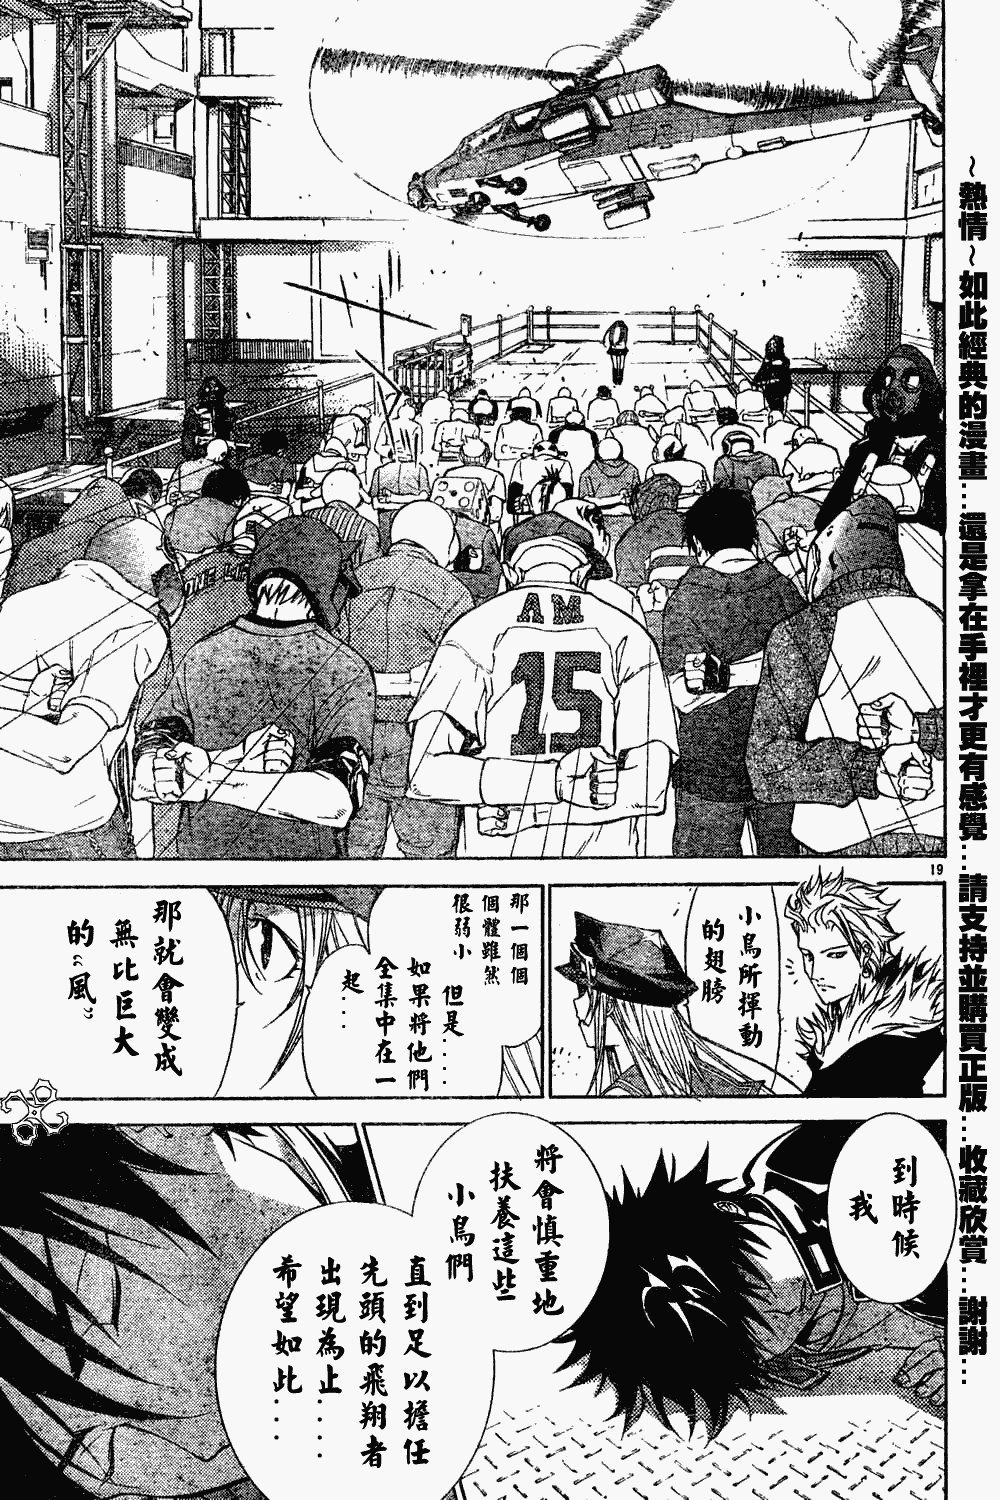 AM
15
19
小鳥所揮動
的翅膀
那一個個
個體雖然
很弱小
但是....
如果將他們
全集中在一
起...
那就會變成
無比巨大
的“風”
到時候
我
將會慎重地
扶養這些
小鳥們
直到足以擔任
先頭的飛翔者
出現為止....
希望如此....
~熱情~如此經典的漫畫...還是拿在手裡才更有感覺...請支持並購買正版...收藏欣賞...謝謝...